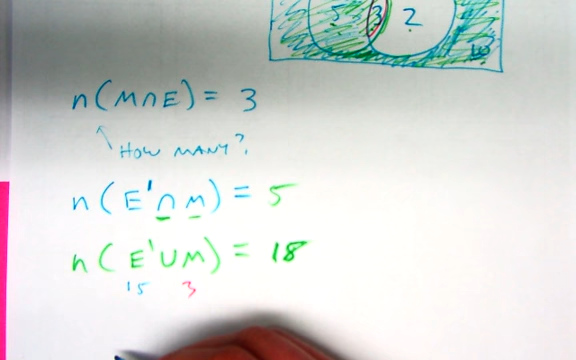 5 3 2
10
n(M∩E) = 3
HOW MANY?
n(E'∩M) = 5
n(E'∪M) = 18
15 3